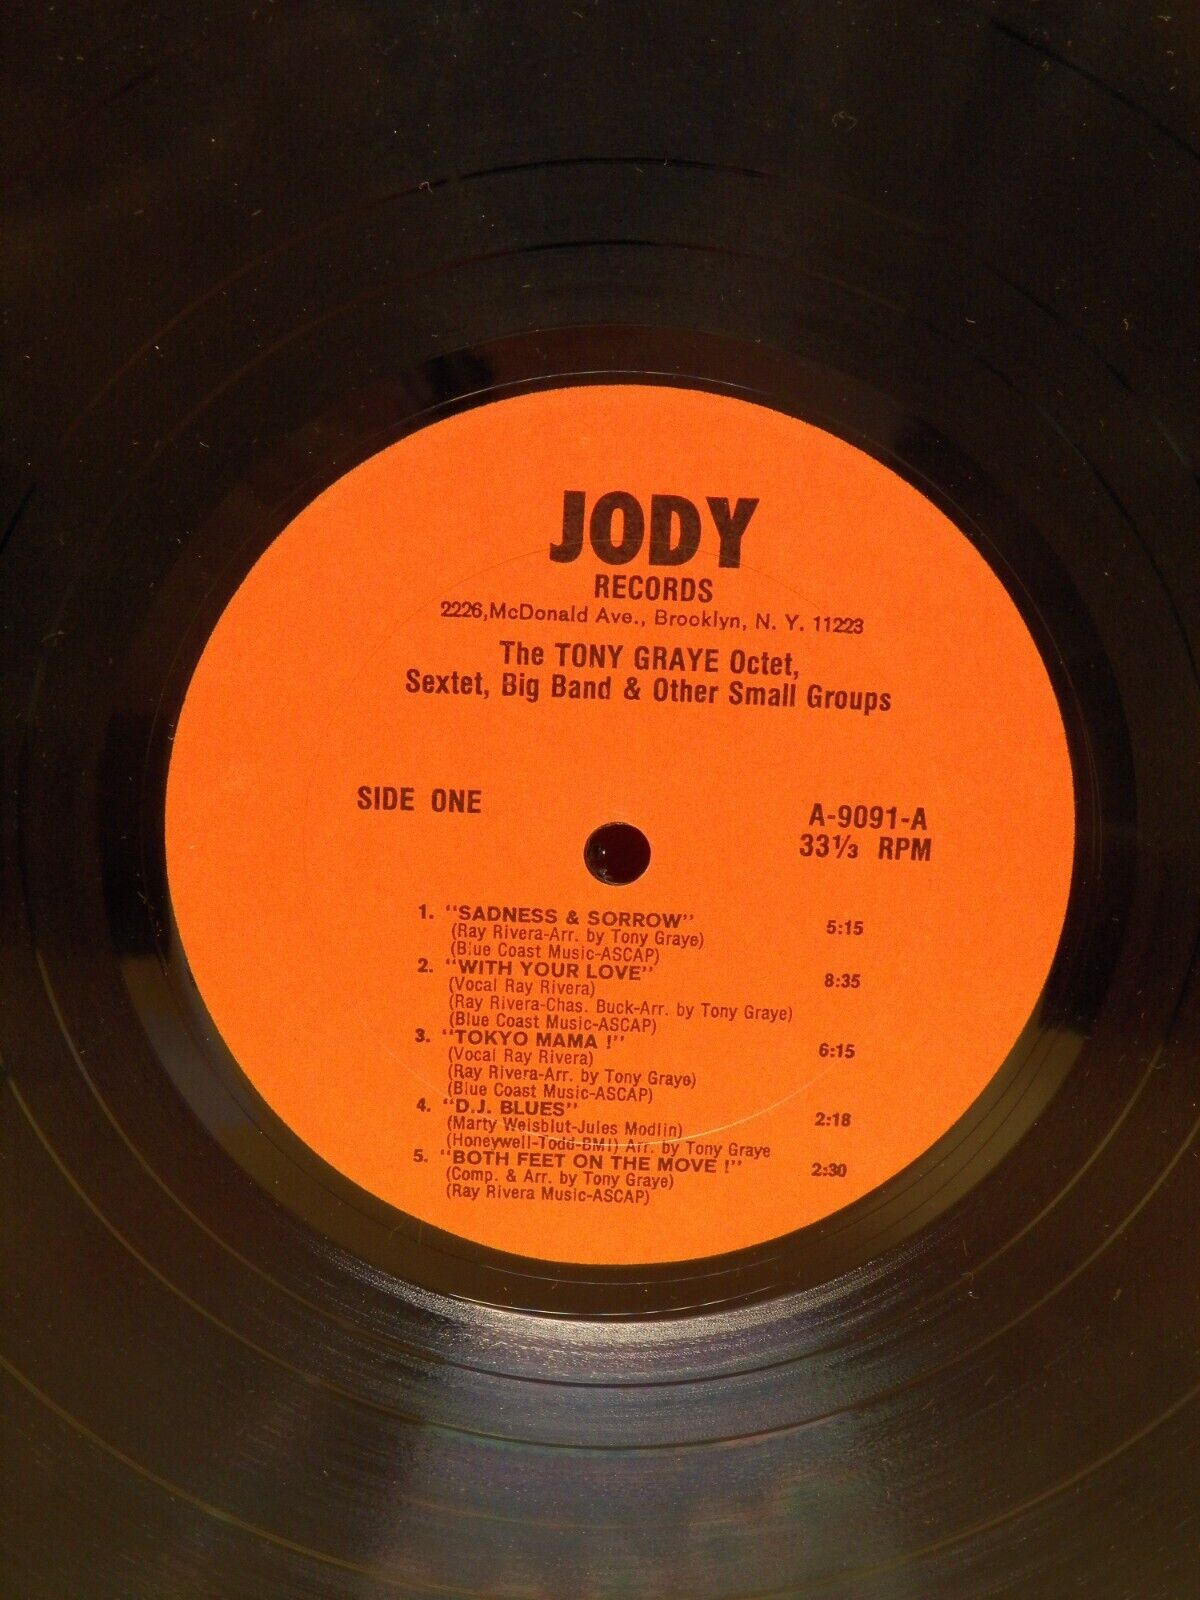 JODY
RECORDS
2226,McDonald Ave., Brooklyn, N. Y. 11223
The TONY GRAYE Octet,
Sextet, Big Band & Other Small Groups
SIDE ONE
A-9091-A
33⅓ RPM
1. "SADNESS & SORROW" 5:15
(Ray Rivera-Arr. by Tony Graye)
(Blue Coast Music-ASCAP)
2. "WITH YOUR LOVE" 8:35
(Vocal Ray Rivera)
(Ray Rivera-Chas. Buck-Arr. by Tony Graye)
(Blue Coast Music-ASCAP)
3. "TOKYO MAMA !" 6:15
(Vocal Ray Rivera)
(Ray Rivera-Arr. by Tony Graye)
(Blue Coast Music-ASCAP)
4. "D.J. BLUES" 2:18
(Marty Weisblut-Jules Modlin)
(Honeywell-Todd-BMI) Arr. by Tony Graye
5. "BOTH FEET ON THE MOVE !" 2:30
(Comp. & Arr. by Tony Graye)
(Ray Rivera Music-ASCAP)